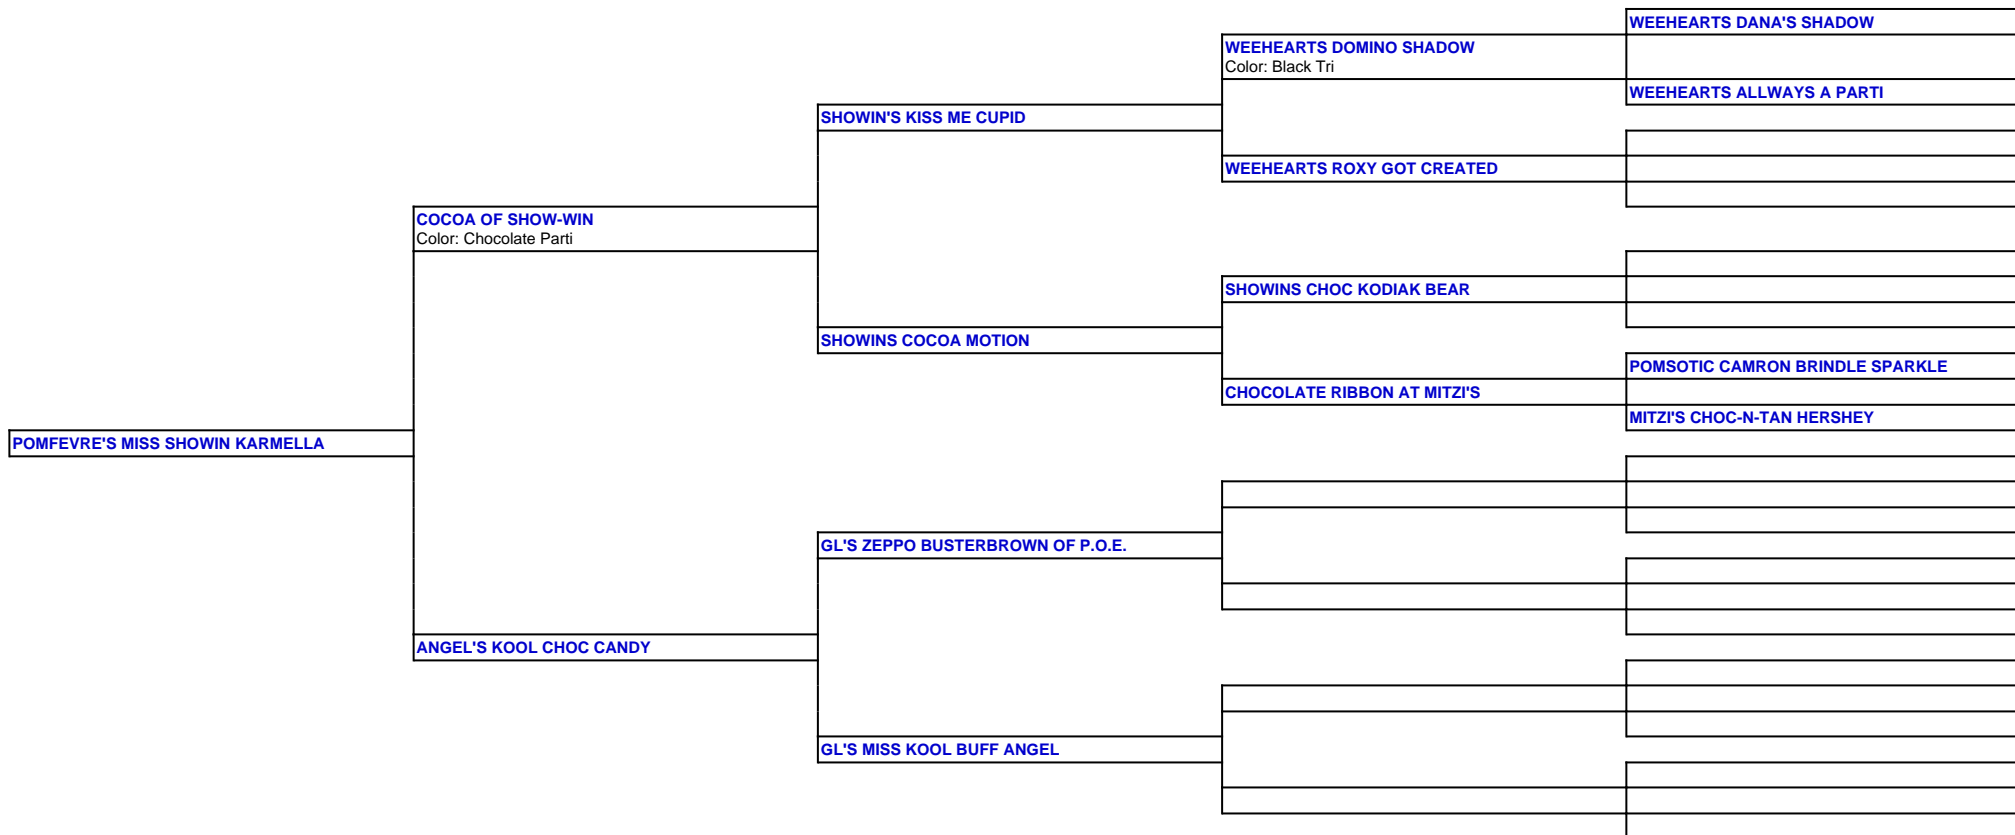 WEEHEARTS DANA'S SHADOW
WEEHEARTS DOMINO SHADOW
Color: Black Tri
WEEHEARTS ALLWAYS A PARTI
SHOWIN'S KISS ME CUPID
WEEHEARTS ROXY GOT CREATED
COCOA OF SHOW-WIN
Color: Chocolate Parti
SHOWINS CHOC KODIAK BEAR
SHOWINS COCOA MOTION
POMSOTIC CAMRON BRINDLE SPARKLE
CHOCOLATE RIBBON AT MITZI'S
MITZI'S CHOC-N-TAN HERSHEY
POMFEVRE'S MISS SHOWIN KARMELLA
GL'S ZEPPO BUSTERBROWN OF P.O.E.
ANGEL'S KOOL CHOC CANDY
GL'S MISS KOOL BUFF ANGEL